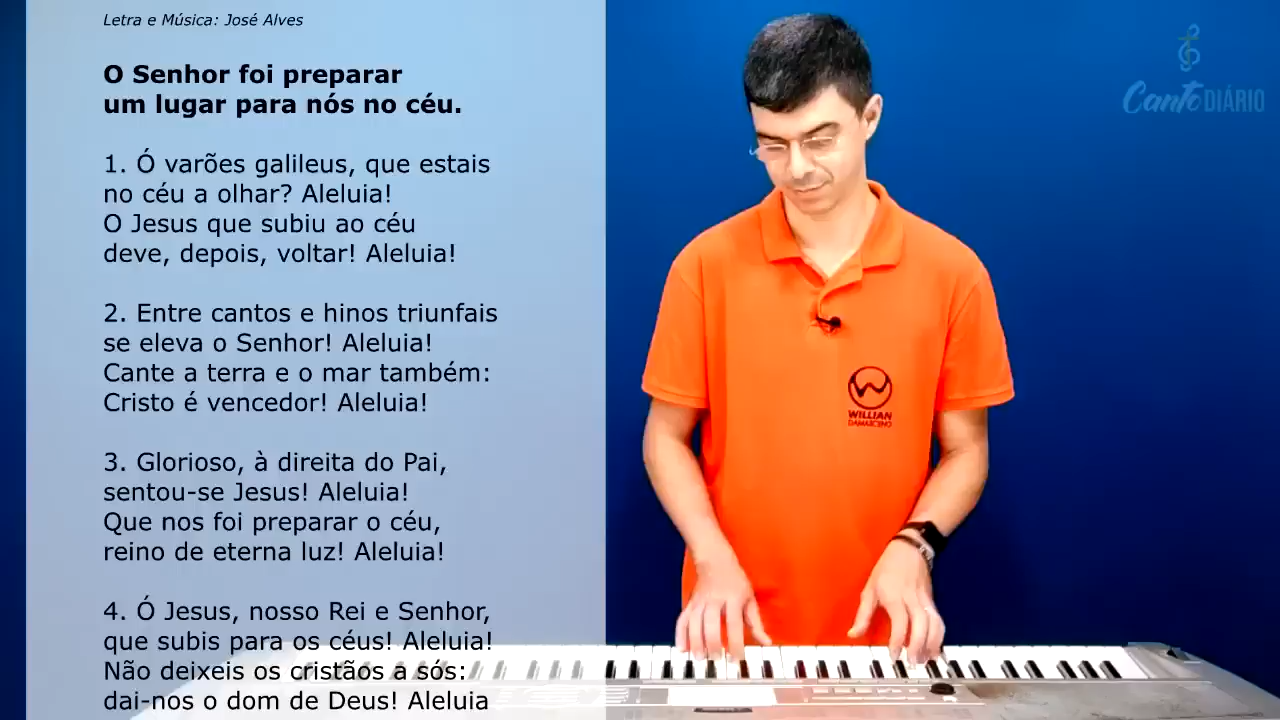 Letra e Música: José Alves
O Senhor foi preparar
um lugar para nós no céu.
1. Ó varões galileus, que estais
no céu a olhar? Aleluia!
O Jesus que subiu ao céu
deve, depois, voltar! Aleluia!
2. Entre cantos e hinos triunfais
se eleva o Senhor! Aleluia!
Cante a terra e o mar também:
Cristo é vencedor! Aleluia!
3. Glorioso, à direita do Pai,
sentou-se Jesus! Aleluia!
Que nos foi preparar o céu,
reino de eterna luz! Aleluia!
4. Ó Jesus, nosso Rei e Senhor,
que subis para os céus! Aleluia!
Não deixeis os cristãos a sós:
dai-nos o dom de Deus! Aleluia
Canto DIÁRIO
WILLIAN
DAMASCENO